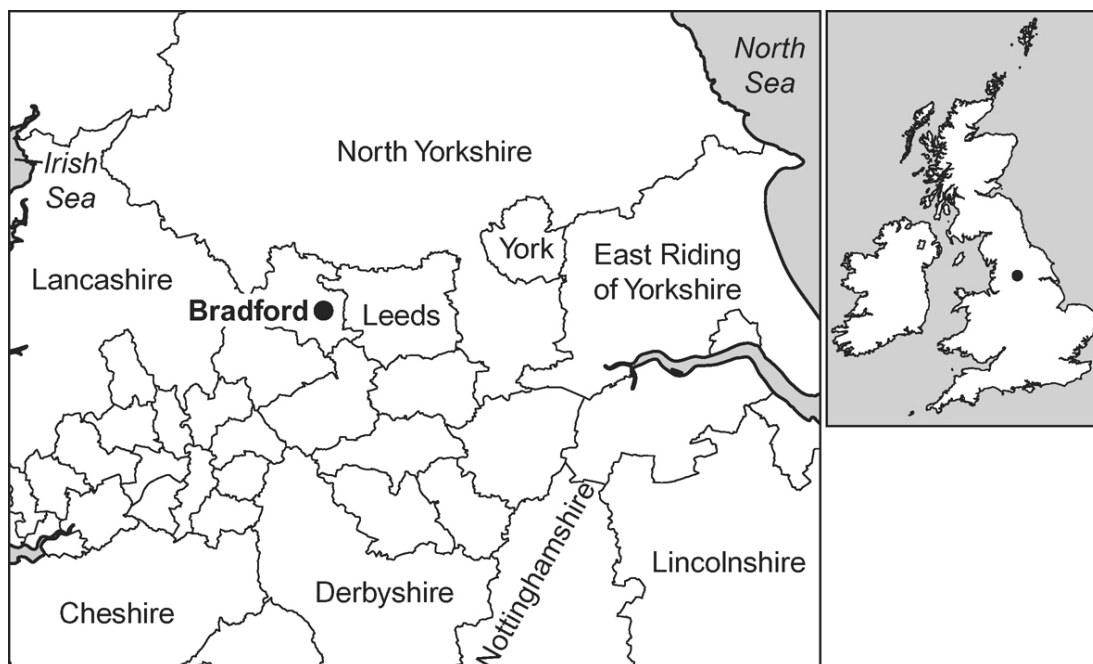 North
Sea
North Yorkshire
Irish
Sea
York
East Riding
of Yorkshire
Lancashire
Bradford
Leeds
Nottinghamshire
Lincolnshire
Derbyshire
Cheshire